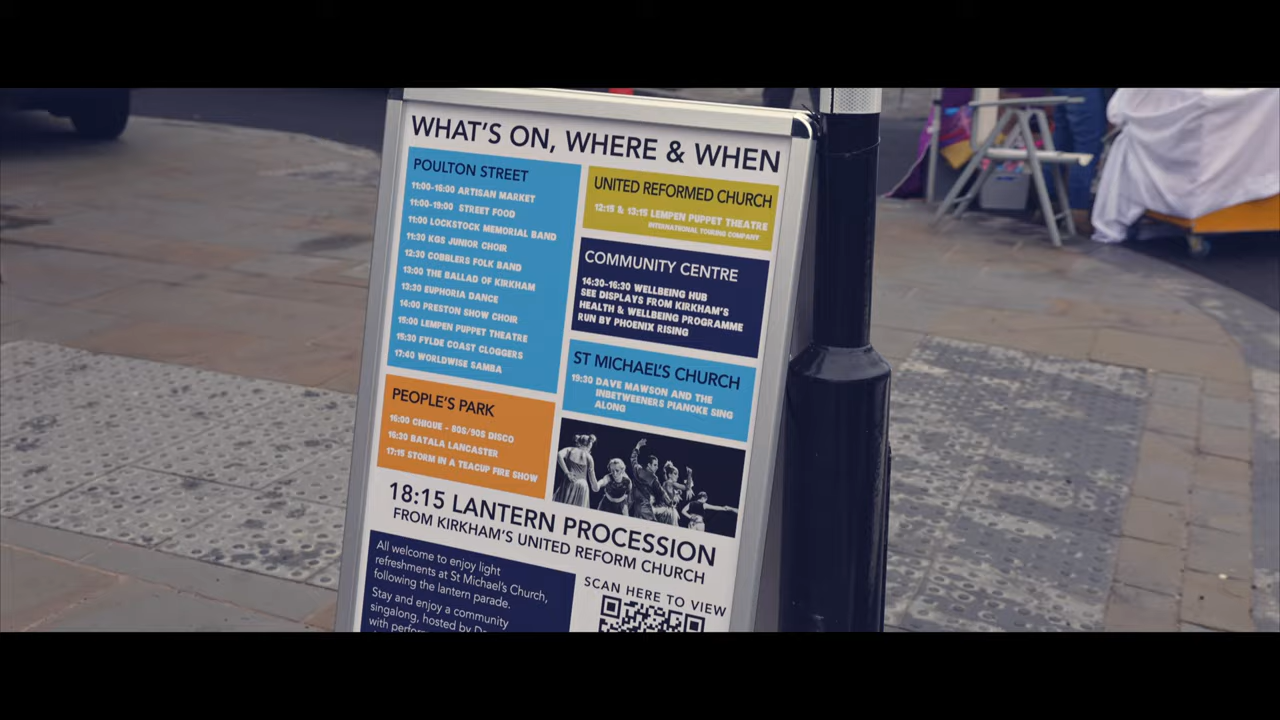 WHAT'S ON, WHERE & WHEN
POULTON STREET
11:00-16:00 ARTISAN MARKET
11:00-19:00 STREET FOOD
11:00 LOCKSTOCK MEMORIAL BAND
11:30 KGS JUNIOR CHOIR
12:30 COBBLERS FOLK BAND
13:00 THE BALLAD OF KIRKHAM
13:30 EUPHORIA DANCE
14:00 PRESTON SHOW CHOIR
15:00 LEMPEN PUPPET THEATRE
15:30 FYLDE COAST CLOGGERS
17:40 WORLDWISE SAMBA
PEOPLE'S PARK
16:00 CHIQUE - 80S/90S DISCO
16:30 BATALA LANCASTER
17:15 STORM IN A TEACUP FIRE SHOW
UNITED REFORMED CHURCH
12:15 & 13:15 LEMPEN PUPPET THEATRE
INTERNATIONAL TOURING COMPANY
COMMUNITY CENTRE
14:30-16:30 WELLBEING HUB
SEE DISPLAYS FROM KIRKHAM'S
HEALTH & WELLBEING PROGRAMME
RUN BY PHOENIX RISING
ST MICHAEL'S CHURCH
19:30 DAVE MAWSON AND THE
INBETWEENERS PIANOKE SING
ALONG
18:15 LANTERN PROCESSION
FROM KIRKHAM'S UNITED REFORM CHURCH
All welcome to enjoy light
refreshments at St Michael's Church,
following the lantern parade.
Stay and enjoy a community
singalong, hosted by
with
SCAN HERE TO VIEW